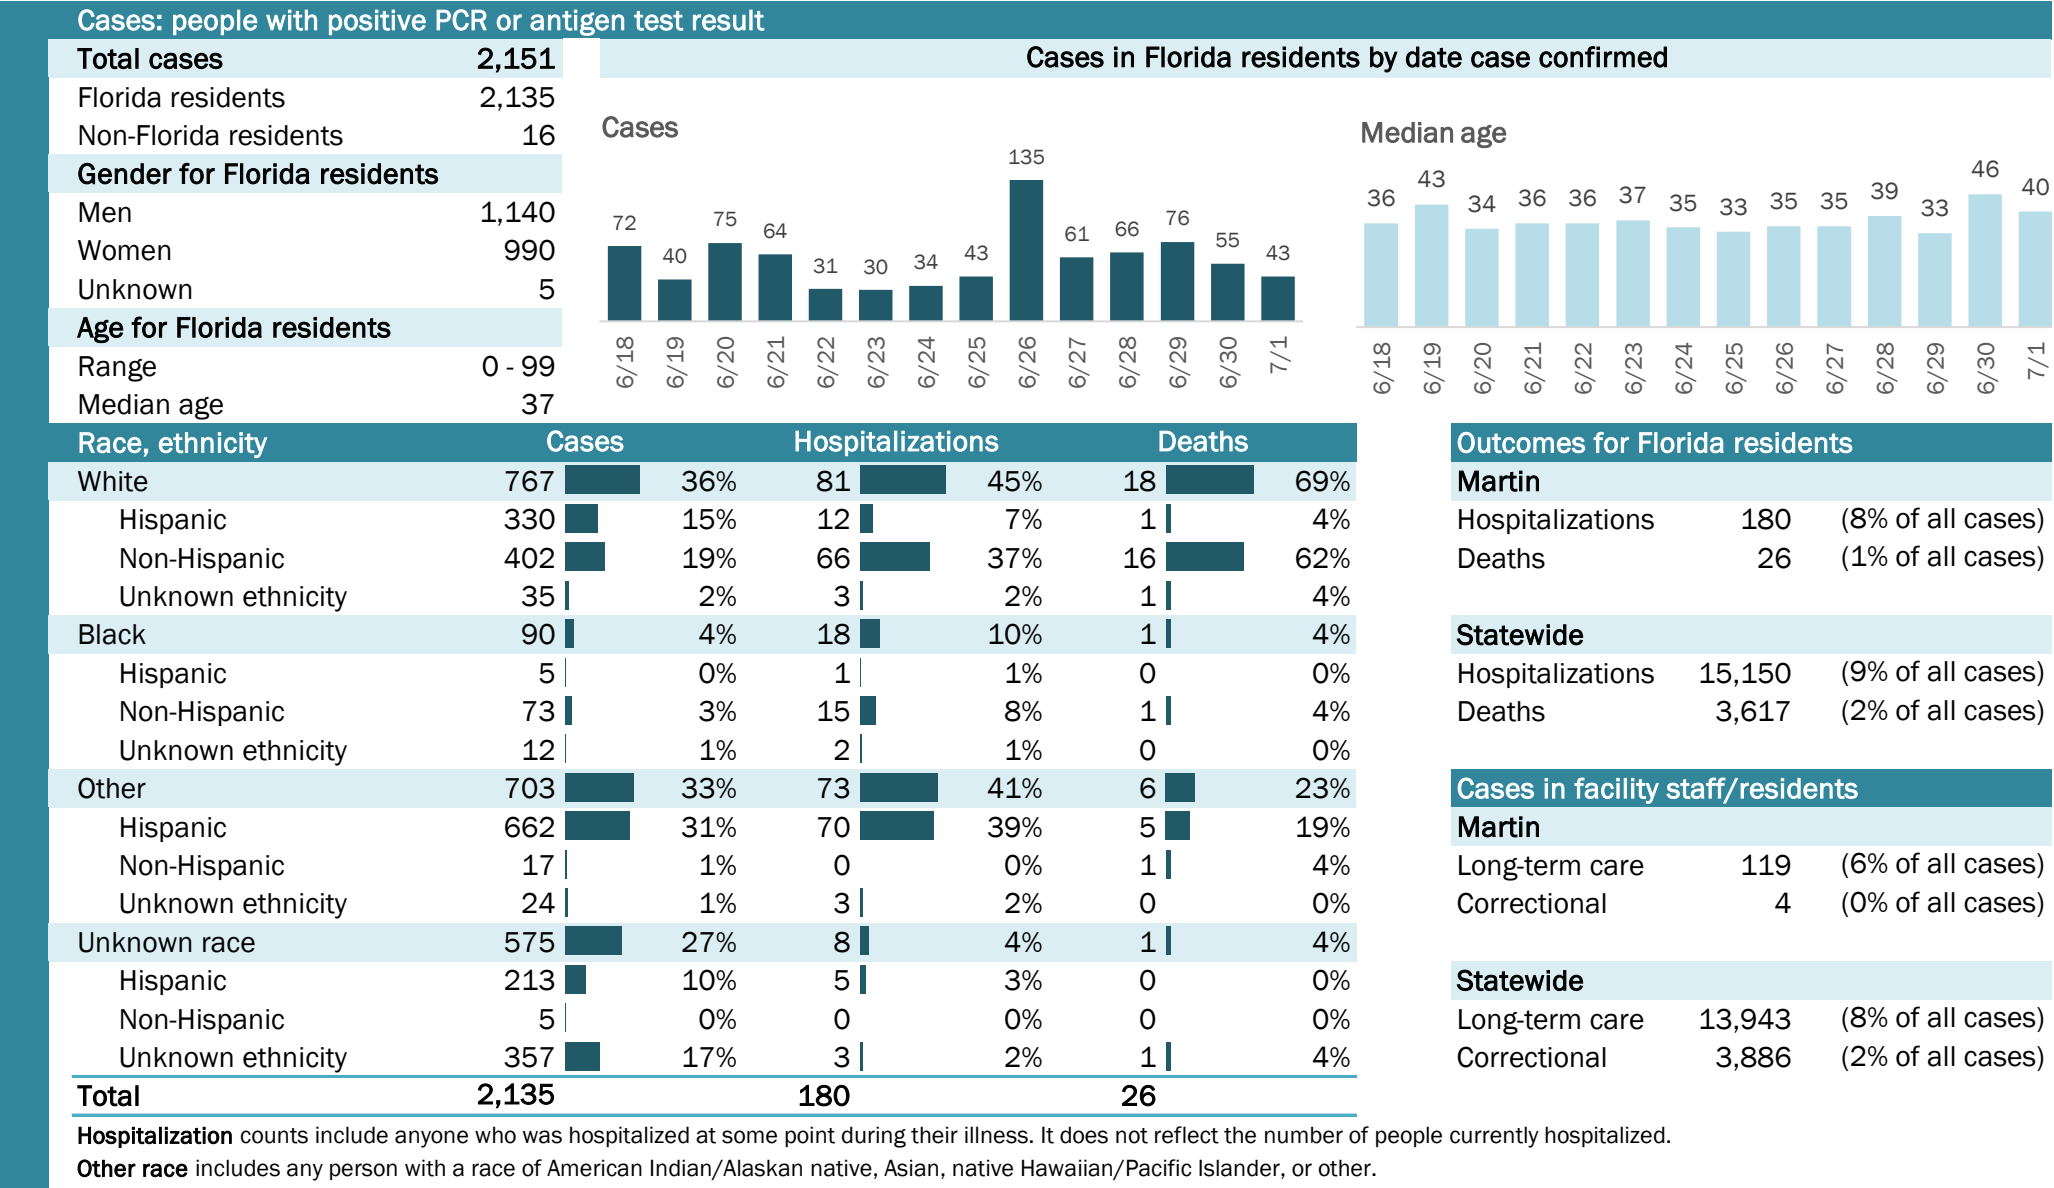 Cases: people with positive PCR or antigen test result
Total cases 2,151
Florida residents 2,135
Non-Florida residents 16
Gender for Florida residents
Men 1,140
Women 990
Unknown 5
Age for Florida residents
Range 0 - 99
Median age 37
Cases in Florida residents by date case confirmed
Cases
72 40 75 64 31 30 34 43 135 61 66 76 55 43
6/18 6/19 6/20 6/21 6/22 6/23 6/24 6/25 6/26 6/27 6/28 6/29 6/30 7/1
Median age
36 43 34 36 36 37 35 33 35 35 39 33 46 40
6/18 6/19 6/20 6/21 6/22 6/23 6/24 6/25 6/26 6/27 6/28 6/29 6/30 7/1
Race, ethnicity Cases Hospitalizations Deaths
White 767 36% 81 45% 18 69%
Hispanic 330 15% 12 7% 1 4%
Non-Hispanic 402 19% 66 37% 16 62%
Unknown ethnicity 35 2% 3 2% 1 4%
Black 90 4% 18 10% 1 4%
Hispanic 5 0% 1 1% 0 0%
Non-Hispanic 73 3% 15 8% 1 4%
Unknown ethnicity 12 1% 2 1% 0 0%
Other 703 33% 73 41% 6 23%
Hispanic 662 31% 70 39% 5 19%
Non-Hispanic 17 1% 0 0% 1 4%
Unknown ethnicity 24 1% 3 2% 0 0%
Unknown race 575 27% 8 4% 1 4%
Hispanic 213 10% 5 3% 0 0%
Non-Hispanic 5 0% 0 0% 0 0%
Unknown ethnicity 357 17% 3 2% 1 4%
Total 2,135 180 26
Outcomes for Florida residents
Martin
Hospitalizations 180 (8% of all cases)
Deaths 26 (1% of all cases)
Statewide
Hospitalizations 15,150 (9% of all cases)
Deaths 3,617 (2% of all cases)
Cases in facility staff/residents
Martin
Long-term care 119 (6% of all cases)
Correctional 4 (0% of all cases)
Statewide
Long-term care 13,943 (8% of all cases)
Correctional 3,886 (2% of all cases)
Hospitalization counts include anyone who was hospitalized at some point during their illness. It does not reflect the number of people currently hospitalized.
Other race includes any person with a race of American Indian/Alaskan native, Asian, native Hawaiian/Pacific Islander, or other.